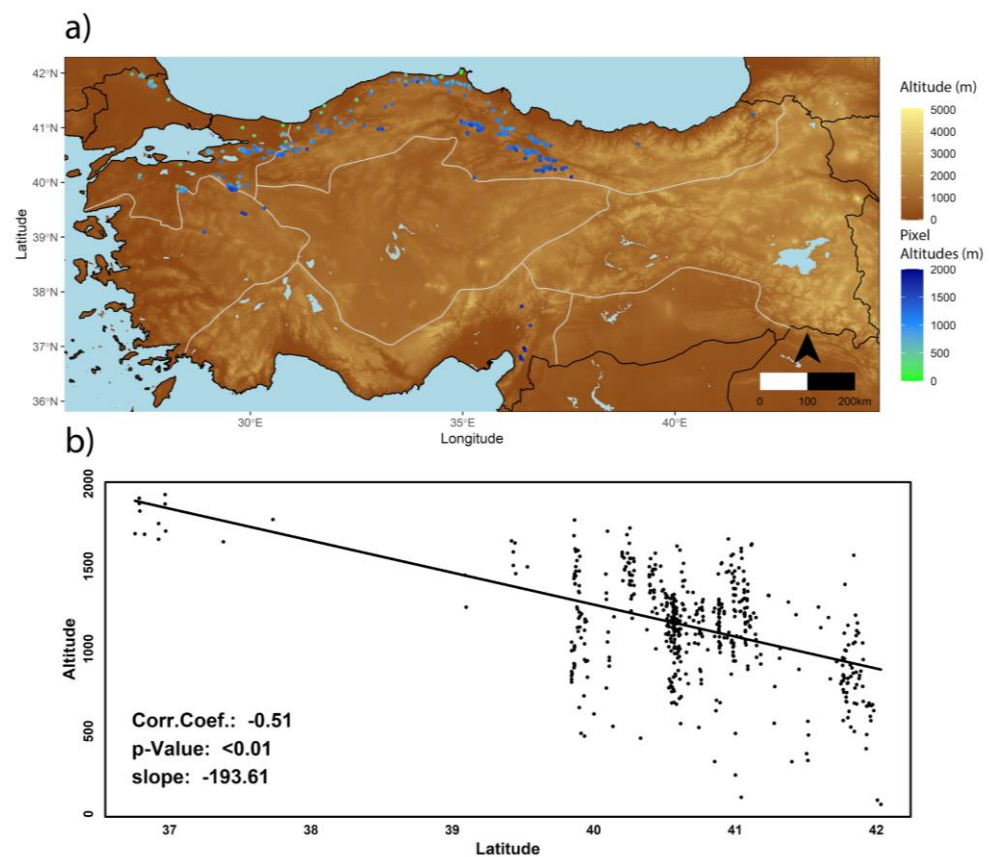 a)
42°N
41°N
40°N
39°N
38°N
37°N
36°N
Latitude
30°E
35°E
40°E
Longitude
0 100 200km
Altitude (m)
5000
4000
3000
2000
1000
0
Pixel
Altitudes (m)
2000
1500
1000
500
0
b)
2000
1500
1000
500
0
Altitude
Corr.Coef.: -0.51
p-Value: <0.01
slope: -193.61
37 38 39 40 41 42
Latitude